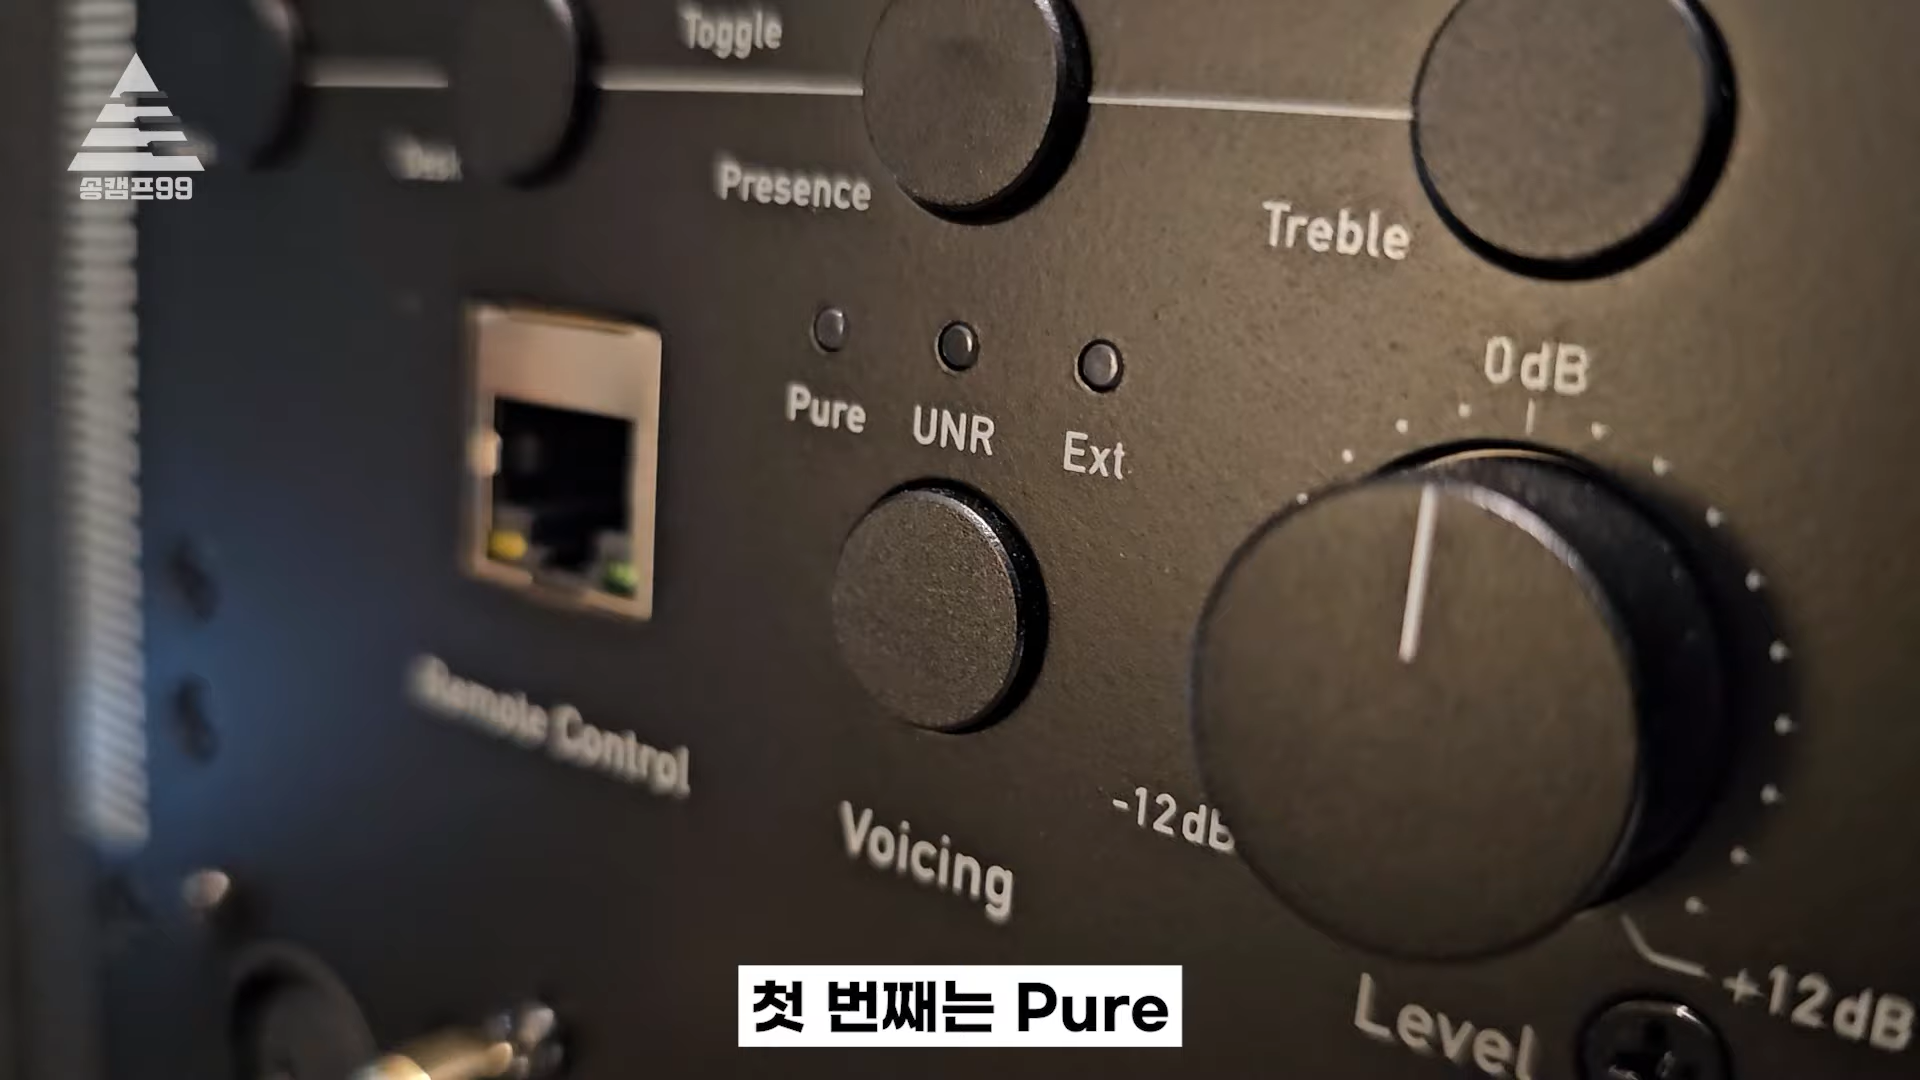 송캠프99
Toggle
Desk
Presence
Treble
Pure
UNR
Ext
0dB
Remote Control
Voicing
-12dB
+12dB
Level
첫 번째는 Pure